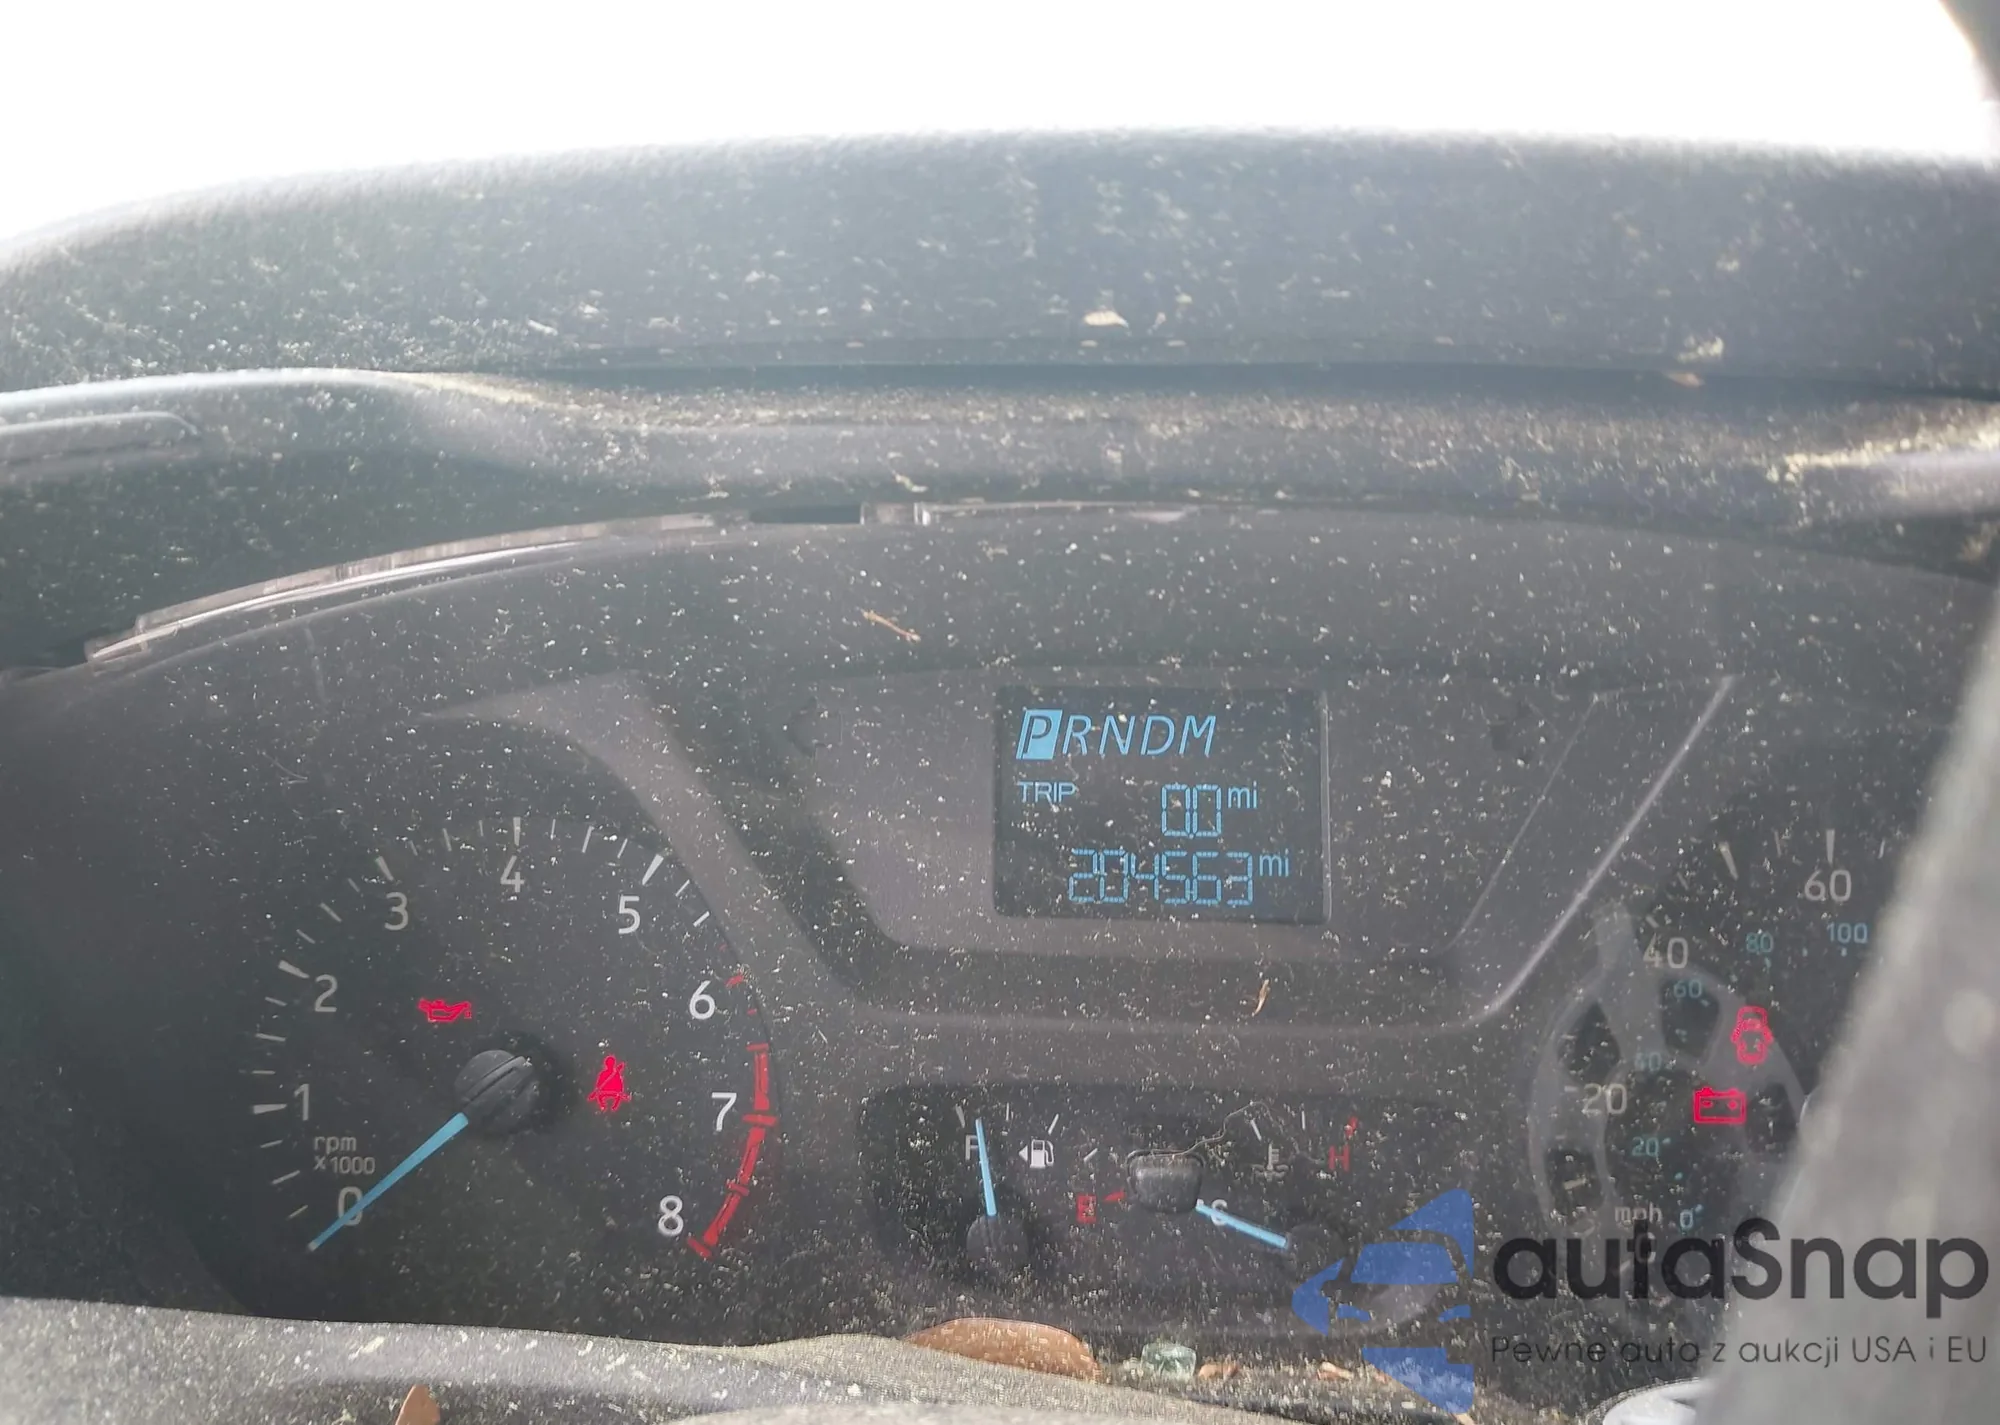 PRNDM
TRIP 0.0 mi
204563 mi
4
3
5
2
6
1
7
rpm
x1000
0
8
F
E
H
C
60
100
80
40
60
40
20
20
mph
0
autaSnap
Pewne auta z aukcji USA i EU